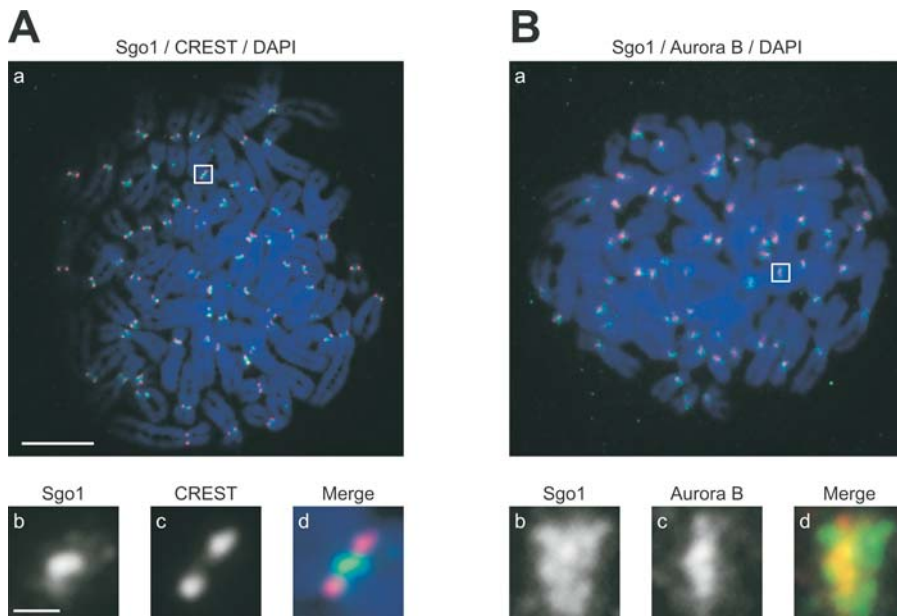 A
Sgo1 / CREST / DAPI
a
Sgo1
CREST
Merge
b
c
d
B
Sgo1 / Aurora B / DAPI
a
Sgo1
Aurora B
Merge
b
c
d